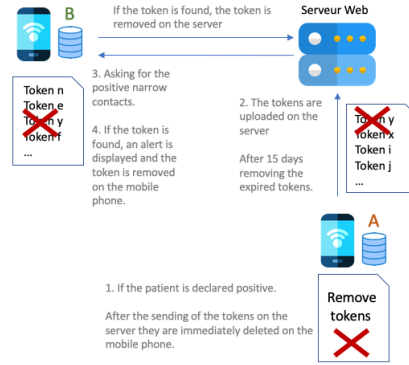 If the token is found, the token is
removed on the server
Serveur Web
B
Token n
Token e
Token y
Token f
...
3. Asking for the
positive narrow
contacts.
4. If the token is
found, an alert is
displayed and the
token is removed
on the mobile
phone.
2. The tokens are
uploaded on the
server
After 15 days
removing the
expired tokens.
Token y
Token x
Token i
Token j
...
A
1. If the patient is declared positive.
After the sending of the tokens on the
server they are immediately deleted on the
mobile phone.
Remove
tokens